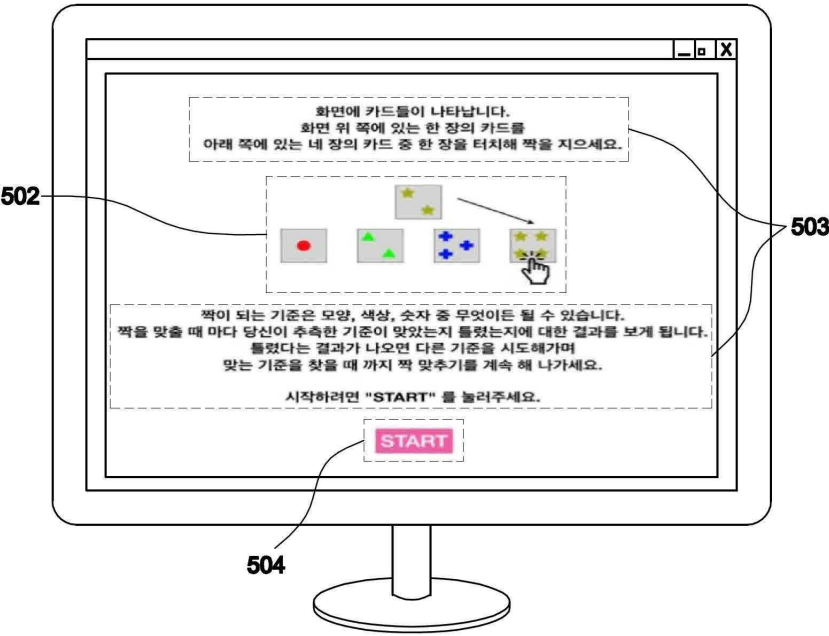 화면에 카드들이 나타납니다.
화면 위 쪽에 있는 한 장의 카드를
아래 쪽에 있는 네 장의 카드 중 한 장을 터치해 짝을 지으세요.
502
503
짝이 되는 기준은 모양, 색상, 숫자 중 무엇이든 될 수 있습니다.
짝을 맞출 때 마다 당신이 추측한 기준이 맞았는지 틀렸는지에 대한 결과를 보게 됩니다.
틀렸다는 결과가 나오면 다른 기준을 시도해가며
맞는 기준을 찾을 때 까지 짝 맞추기를 계속 해 나가세요.
시작하려면 "START" 를 눌러주세요.
START
504